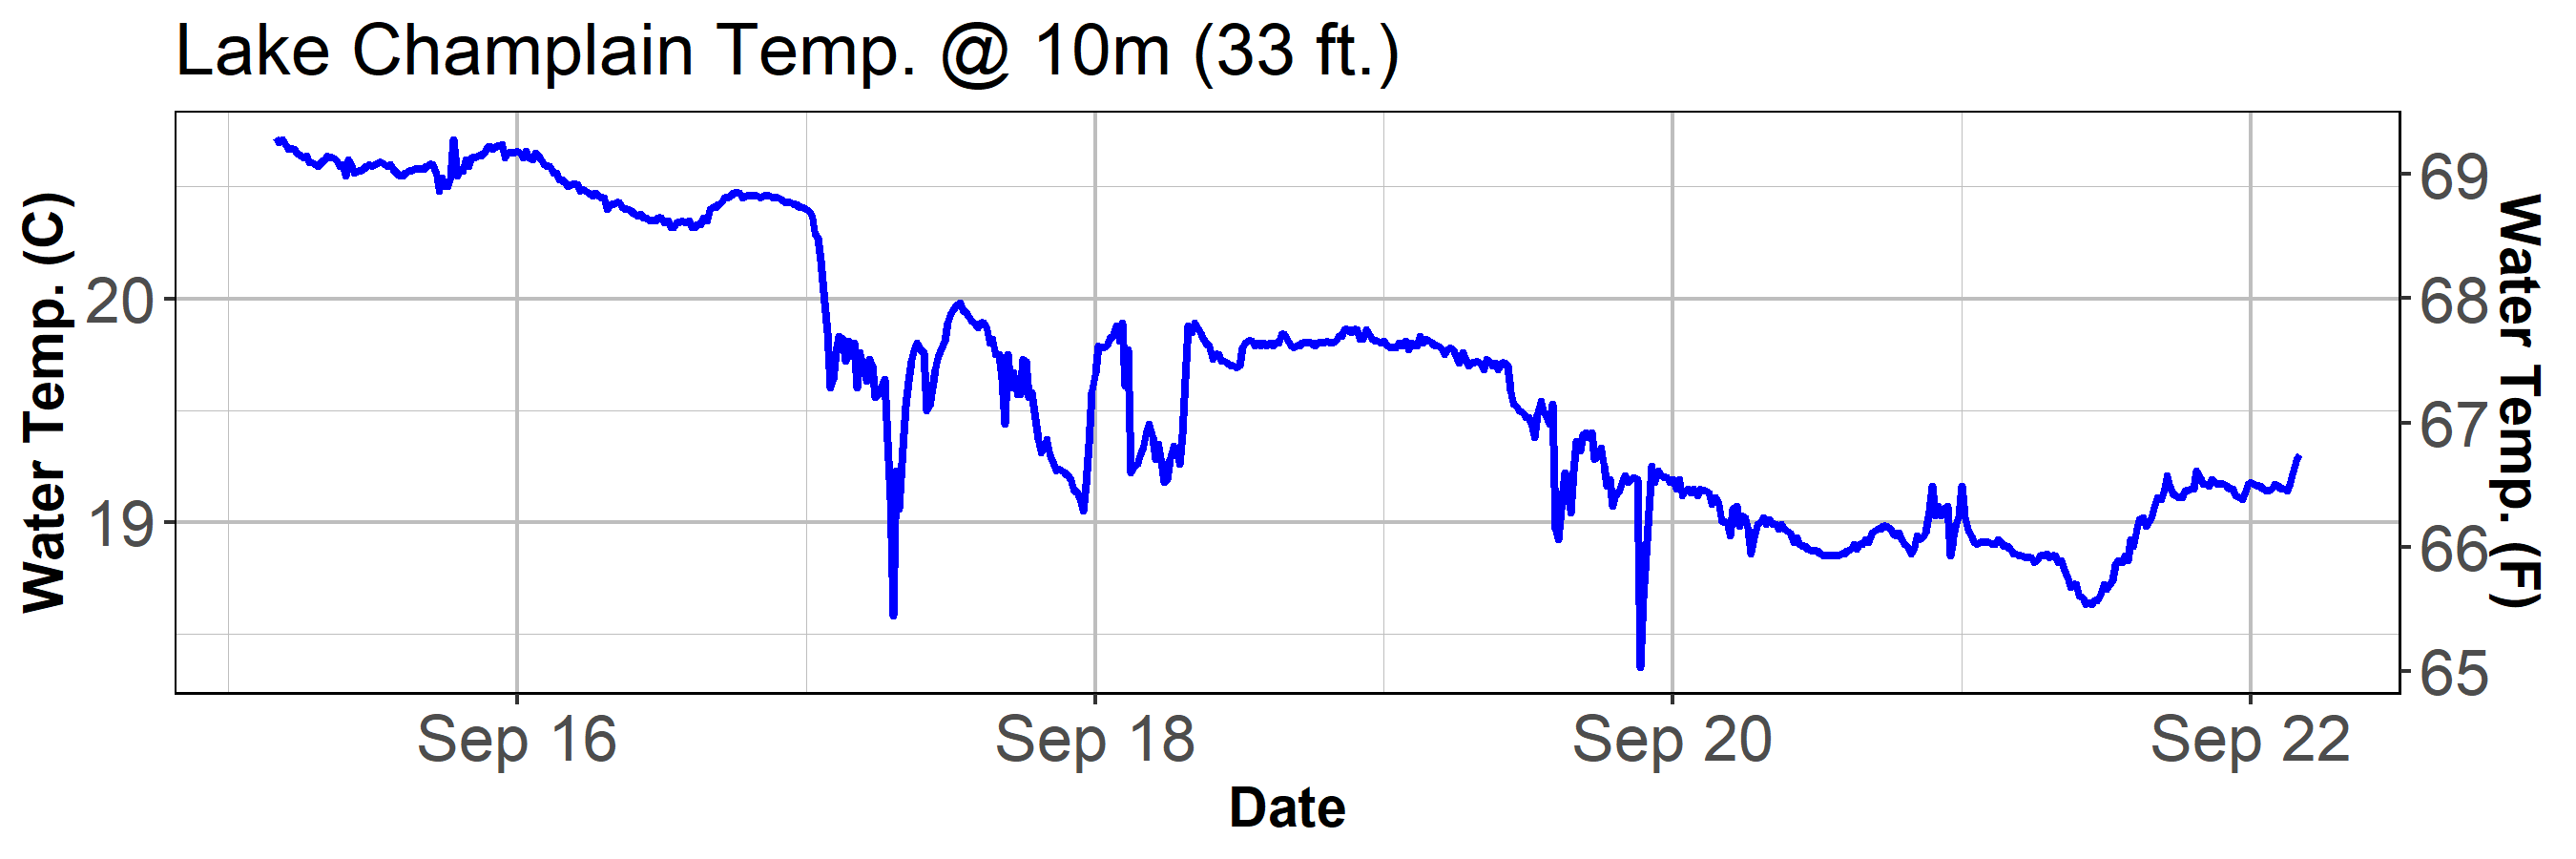 Lake Champlain Temp. @ 10m (33 ft.)
Water Temp. (C)
20
19
69
68
67
66
65
Water Temp. (F)
Sep 16 Sep 18 Sep 20 Sep 22
Date